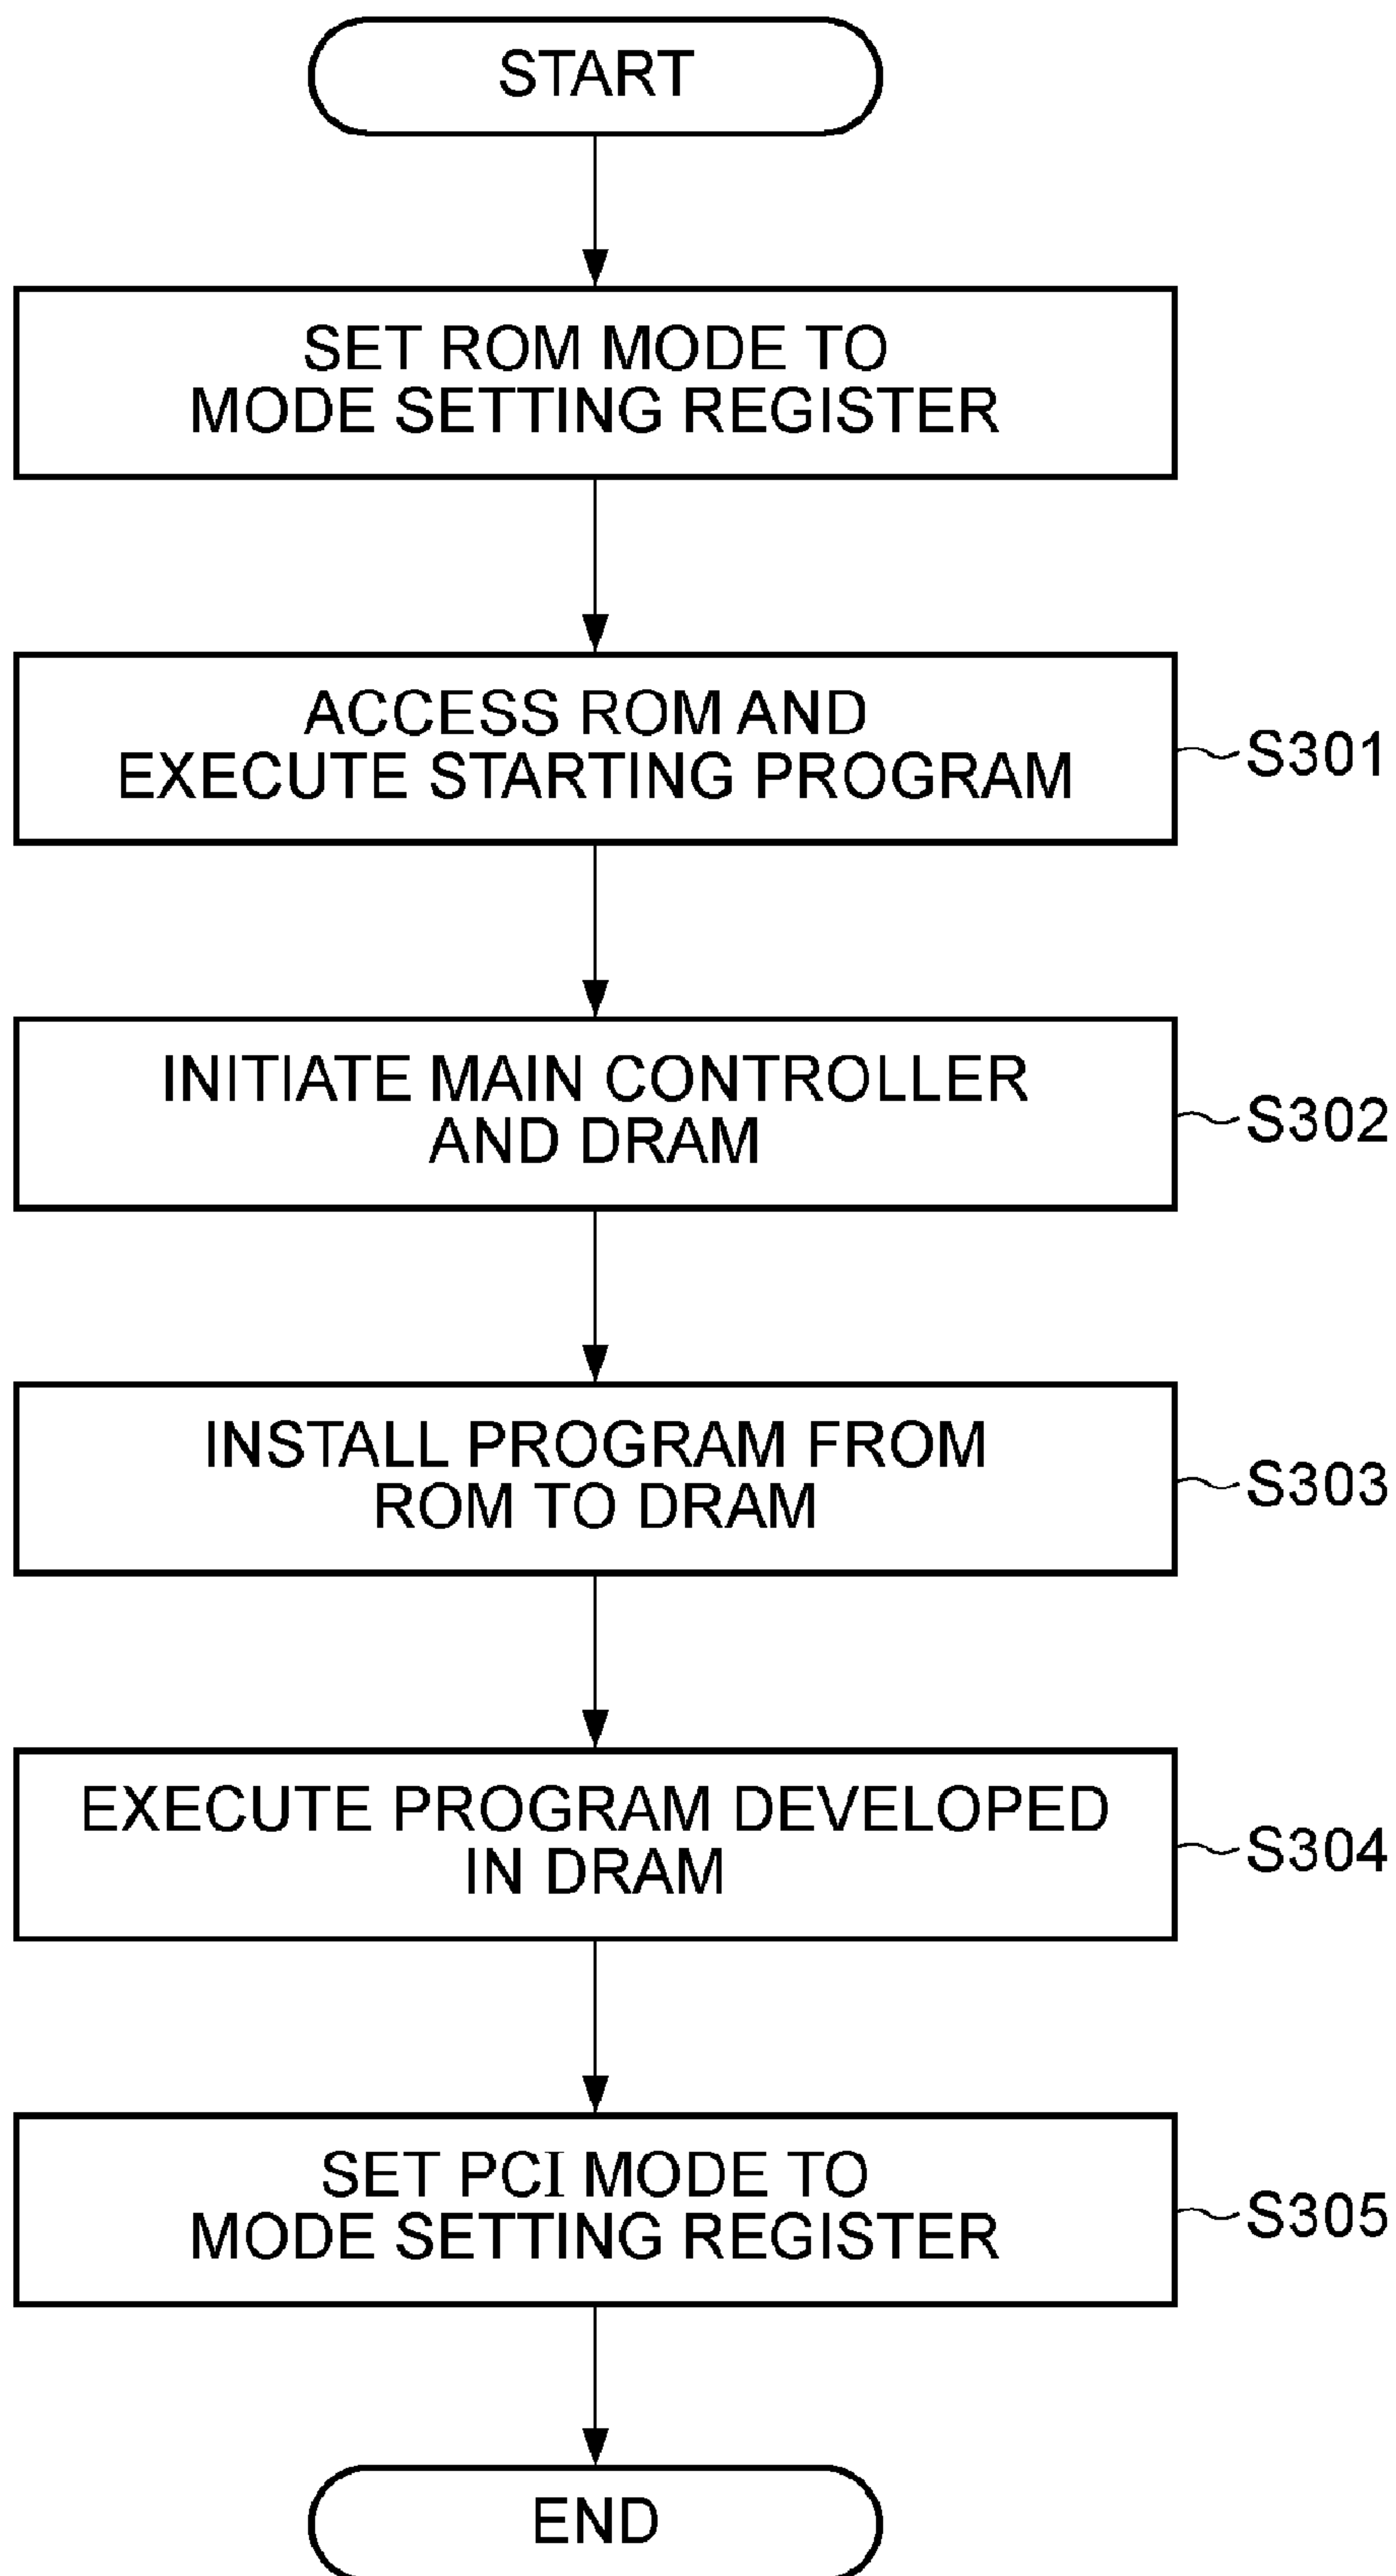 START
SET ROM MODE TO
MODE SETTING REGISTER
ACCESS ROM AND
EXECUTE STARTING PROGRAM
S301
INITIATE MAIN CONTROLLER
AND DRAM
S302
INSTALL PROGRAM FROM
ROM TO DRAM
S303
EXECUTE PROGRAM DEVELOPED
IN DRAM
S304
SET PCI MODE TO
MODE SETTING REGISTER
S305
END